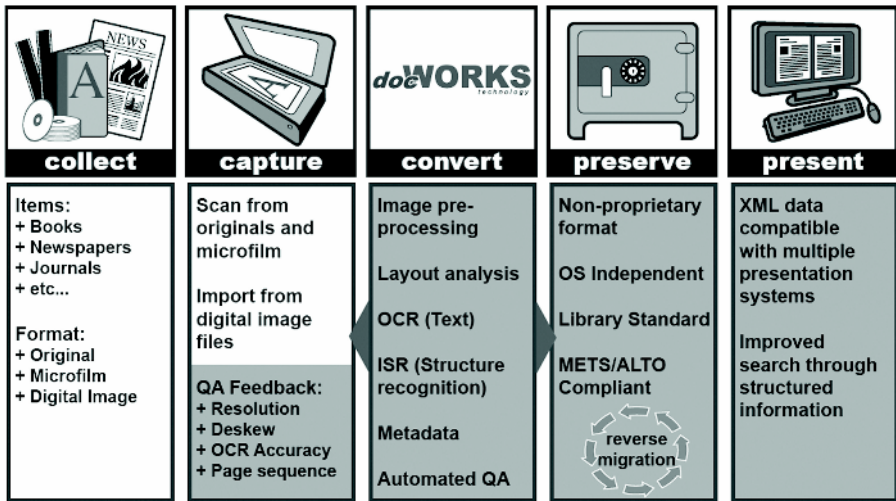 NEWS
A
A
docWORKS
technology
collect
capture
convert
preserve
present
Items:
+ Books
+ Newspapers
+ Journals
+ etc...
Format:
+ Original
+ Microfilm
+ Digital Image
Scan from
originals and
microfilm
Import from
digital image
files
QA Feedback:
+ Resolution
+ Deskew
+ OCR Accuracy
+ Page sequence
Image pre-
processing
Layout analysis
OCR (Text)
ISR (Structure
recognition)
Metadata
Automated QA
Non-proprietary
format
OS Independent
Library Standard
METS/ALTO
Compliant
reverse
migration
XML data
compatible
with multiple
presentation
systems
Improved
search through
structured
information